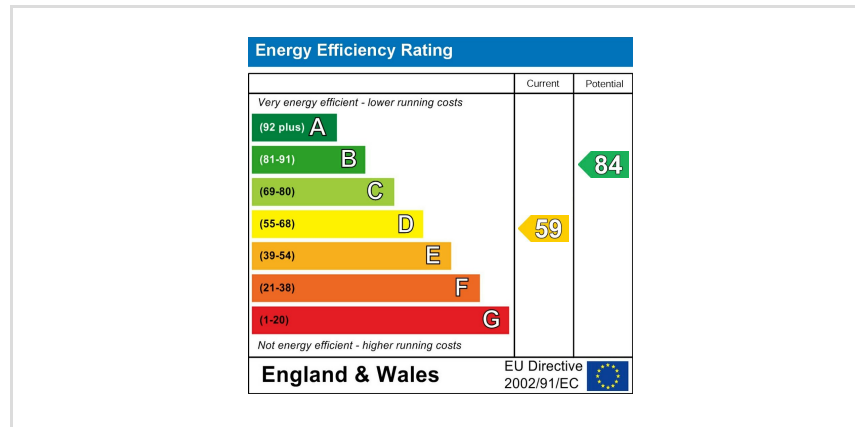 Energy Efficiency Rating
Current Potential
Very energy efficient - lower running costs
(92 plus) A
(81-91) B
84
(69-80) C
(55-68) D
59
(39-54) E
(21-38) F
(1-20) G
Not energy efficient - higher running costs
England & Wales
EU Directive
2002/91/EC